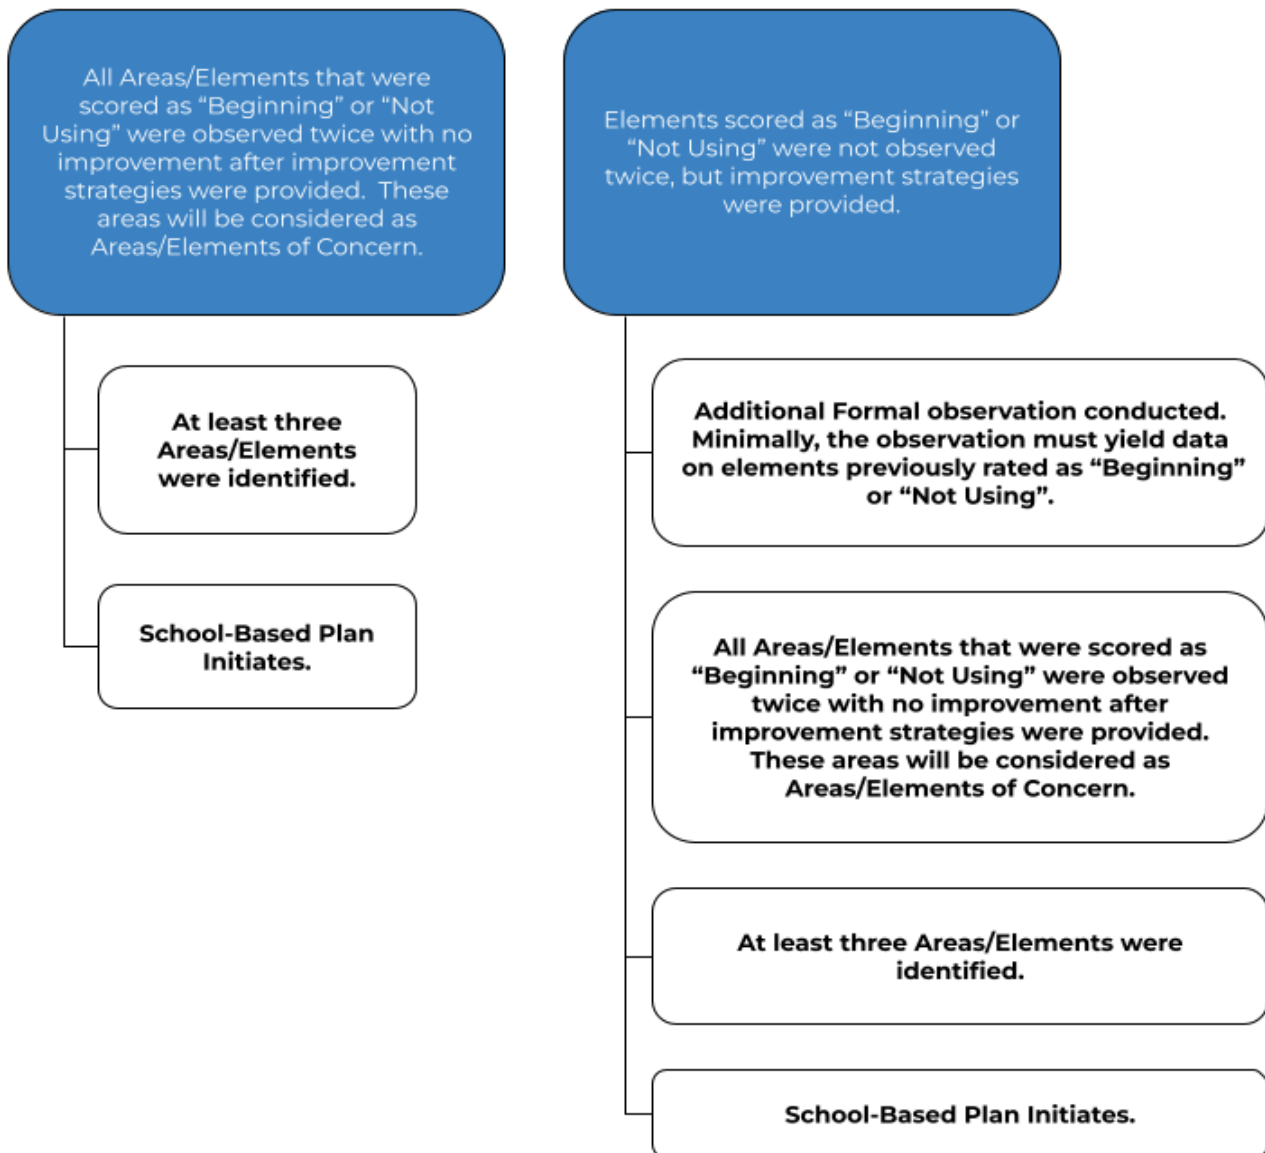 All Areas/Elements that were
scored as “Beginning” or “Not
Using” were observed twice with no
improvement after improvement
strategies were provided.  These
areas will be considered as
Areas/Elements of Concern.
At least three
Areas/Elements
were identified.
School-Based Plan
Initiates.
Elements scored as “Beginning” or
“Not Using” were not observed
twice, but improvement strategies
were provided.
Additional Formal observation conducted.
Minimally, the observation must yield data
on elements previously rated as “Beginning”
or “Not Using”.
All Areas/Elements that were scored as
“Beginning” or “Not Using” were observed
twice with no improvement after
improvement strategies were provided.
These areas will be considered as
Areas/Elements of Concern.
At least three Areas/Elements were
identified.
School-Based Plan Initiates.